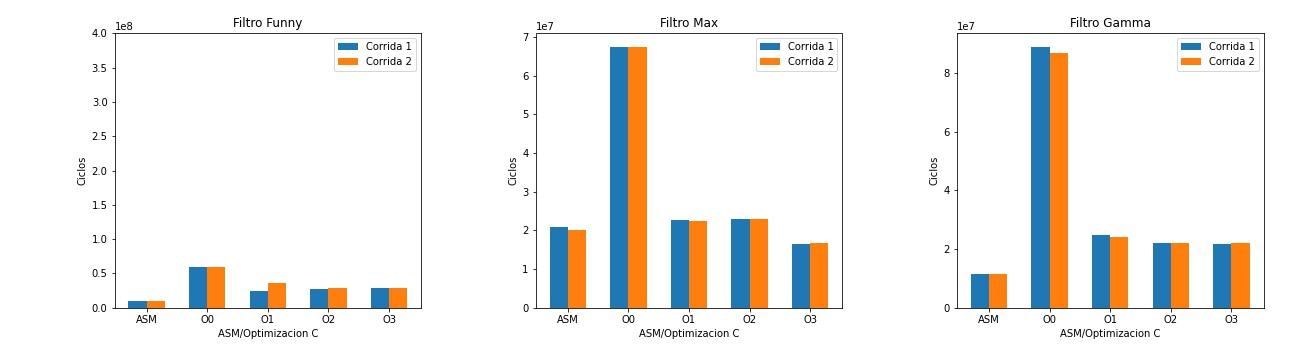 Filtro Funny
1e8
4.0
3.5
3.0
2.5
2.0
1.5
1.0
0.5
0.0
Ciclos
Corrida 1
Corrida 2
ASM O0 O1 O2 O3
ASM/Optimizacion C
Filtro Max
1e7
7
6
5
4
3
2
1
0
Ciclos
Corrida 1
Corrida 2
ASM O0 O1 O2 O3
ASM/Optimizacion C
Filtro Gamma
1e7
8
6
4
2
0
Ciclos
Corrida 1
Corrida 2
ASM O0 O1 O2 O3
ASM/Optimizacion C